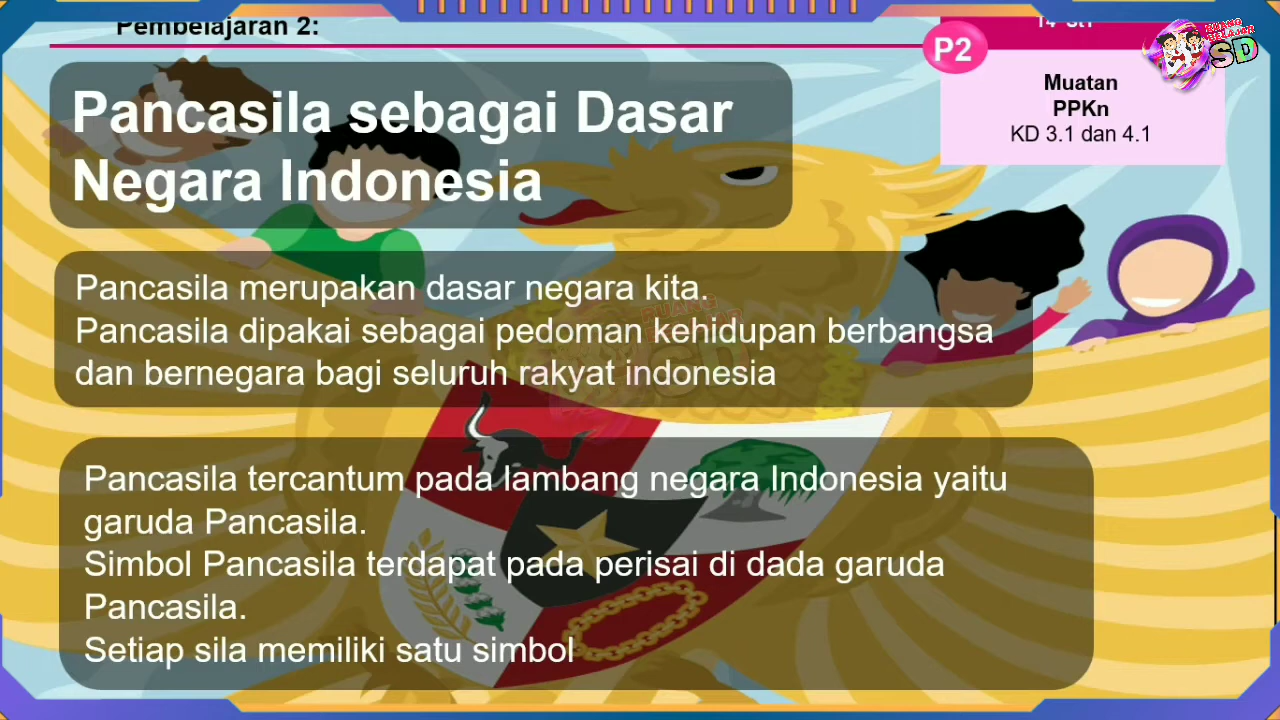 Pembelajaran 2:
P2
RUANG
BELAJAR
SD
Muatan
PPKn
KD 3.1 dan 4.1
Pancasila sebagai Dasar
Negara Indonesia
Pancasila merupakan dasar negara kita.
Pancasila dipakai sebagai pedoman kehidupan berbangsa
dan bernegara bagi seluruh rakyat indonesia
Pancasila tercantum pada lambang negara Indonesia yaitu
garuda Pancasila.
Simbol Pancasila terdapat pada perisai di dada garuda
Pancasila.
Setiap sila memiliki satu simbol